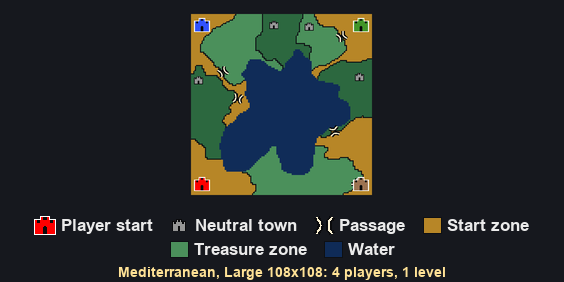 Player start Neutral town Passage Start zone
Treasure zone Water
Mediterranean, Large 108x108: 4 players, 1 level